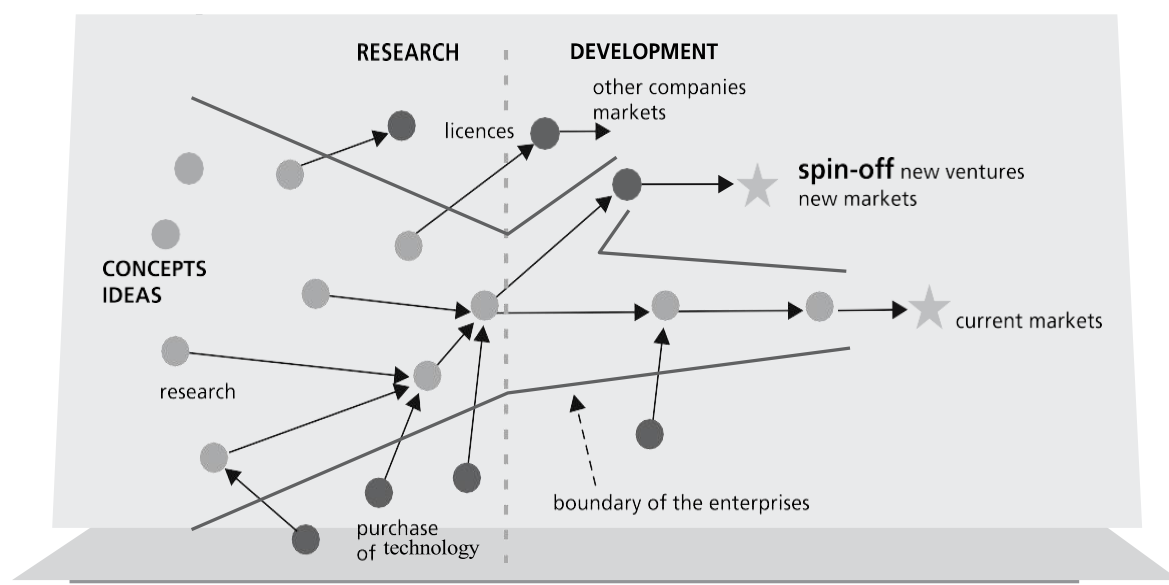 RESEARCH
DEVELOPMENT
other companies
markets
licences
spin-off new ventures
new markets
CONCEPTS
IDEAS
current markets
research
boundary of the enterprises
purchase
of technology